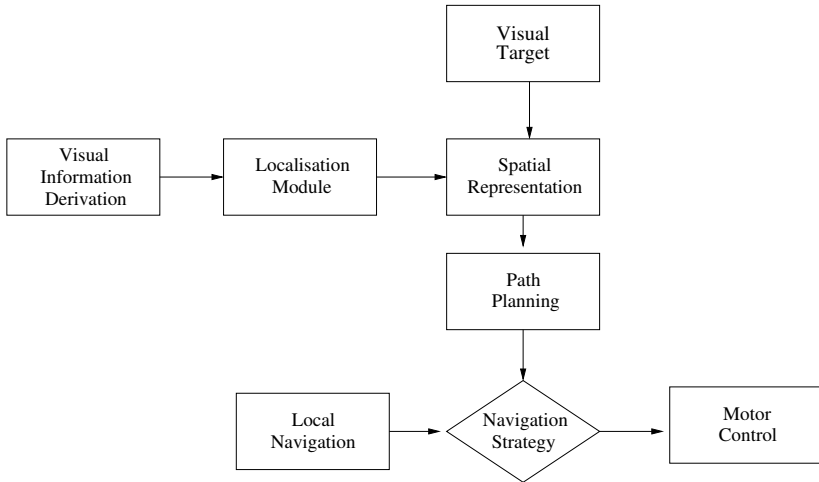 Visual
Target
Visual
Information
Derivation
Localisation
Module
Spatial
Representation
Path
Planning
Local
Navigation
Navigation
Strategy
Motor
Control